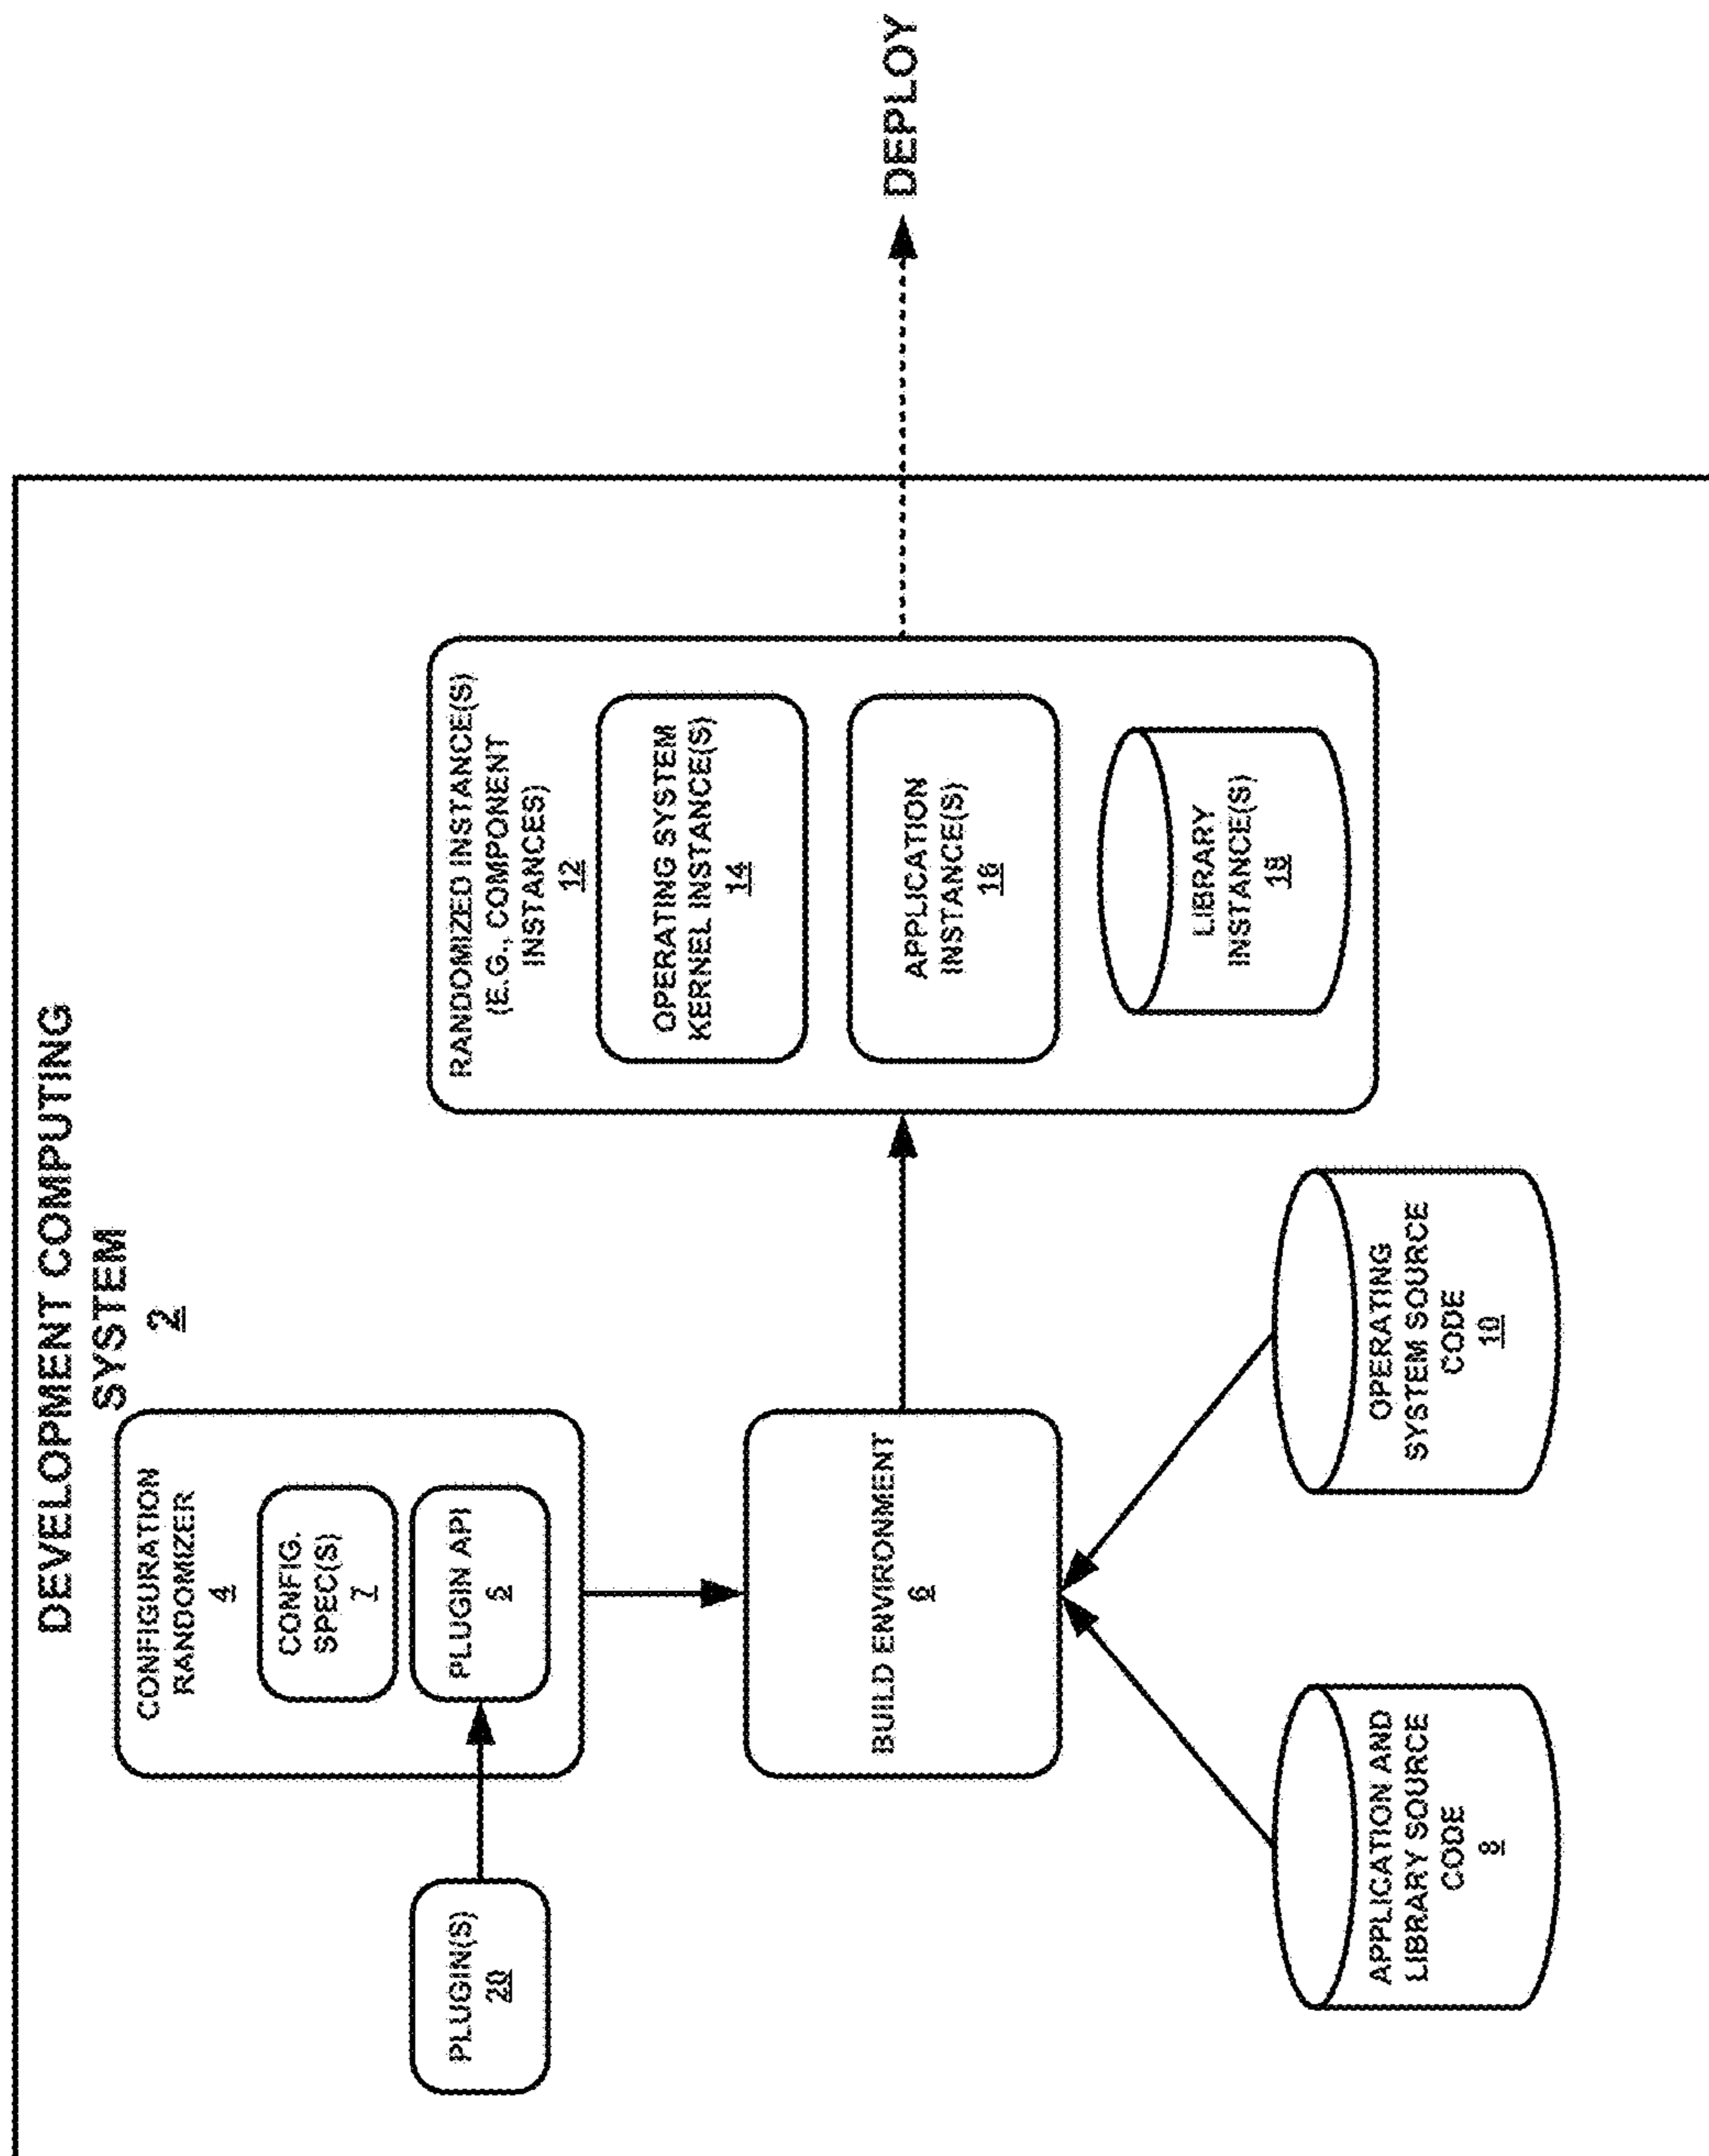 DEVELOPMENT COMPUTING
SYSTEM
2
CONFIGURATION
RANDOMIZER
4
CONFIG.
SPEC(S)
7
PLUGIN API
5
PLUGIN(S)
20
BUILD ENVIRONMENT
6
APPLICATION AND
LIBRARY SOURCE
CODE
8
OPERATING
SYSTEM SOURCE
CODE
10
RANDOMIZED INSTANCE(S)
(E.G., COMPONENT
INSTANCES)
12
OPERATING SYSTEM
KERNEL INSTANCE(S)
14
APPLICATION
INSTANCE(S)
16
LIBRARY
INSTANCE(S)
18
DEPLOY